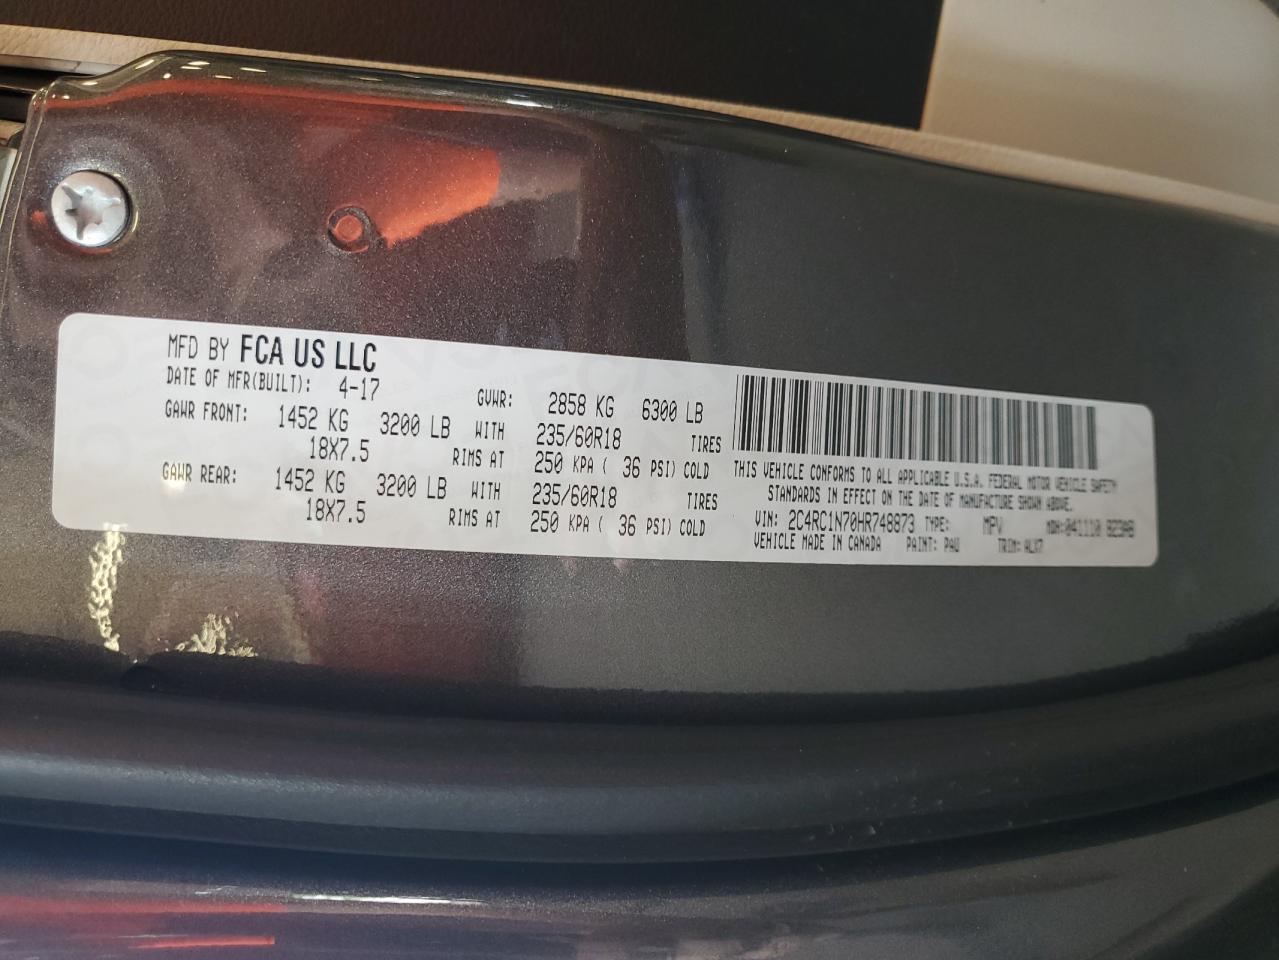 MFD BY FCA US LLC
DATE OF MFR(BUILT): 4-17 GVWR: 2858 KG 6300 LB
GAWR FRONT: 1452 KG 3200 LB WITH 235/60R18 TIRES
18X7.5 RIMS AT 250 KPA ( 36 PSI) COLD
GAWR REAR: 1452 KG 3200 LB WITH 235/60R18 TIRES
18X7.5 RIMS AT 250 KPA ( 36 PSI) COLD
THIS VEHICLE CONFORMS TO ALL APPLICABLE U.S.A. FEDERAL MOTOR VEHICLE SAFETY
STANDARDS IN EFFECT ON THE DATE OF MANUFACTURE SHOWN ABOVE.
VIN: 2C4RC1N70HR748873 TYPE: MPV MDH: 041110
VEHICLE MADE IN CANADA PAINT: PAU TRIM: ALX7